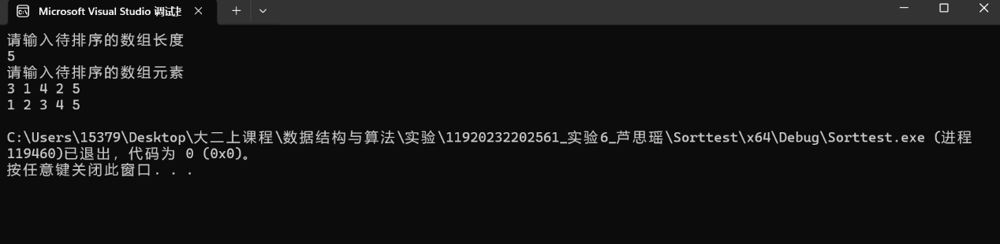 Microsoft Visual Studio 调试
请输入待排序的数组长度
5
请输入待排序的数组元素
3 1 4 2 5
1 2 3 4 5
C:\Users\15379\Desktop\大二上课程\数据结构与算法\实验\11920232202561_实验6_芦思瑶\Sorttest\x64\Debug\Sorttest.exe (进程
119460)已退出，代码为 0 (0x0)。
按任意键关闭此窗口. . .